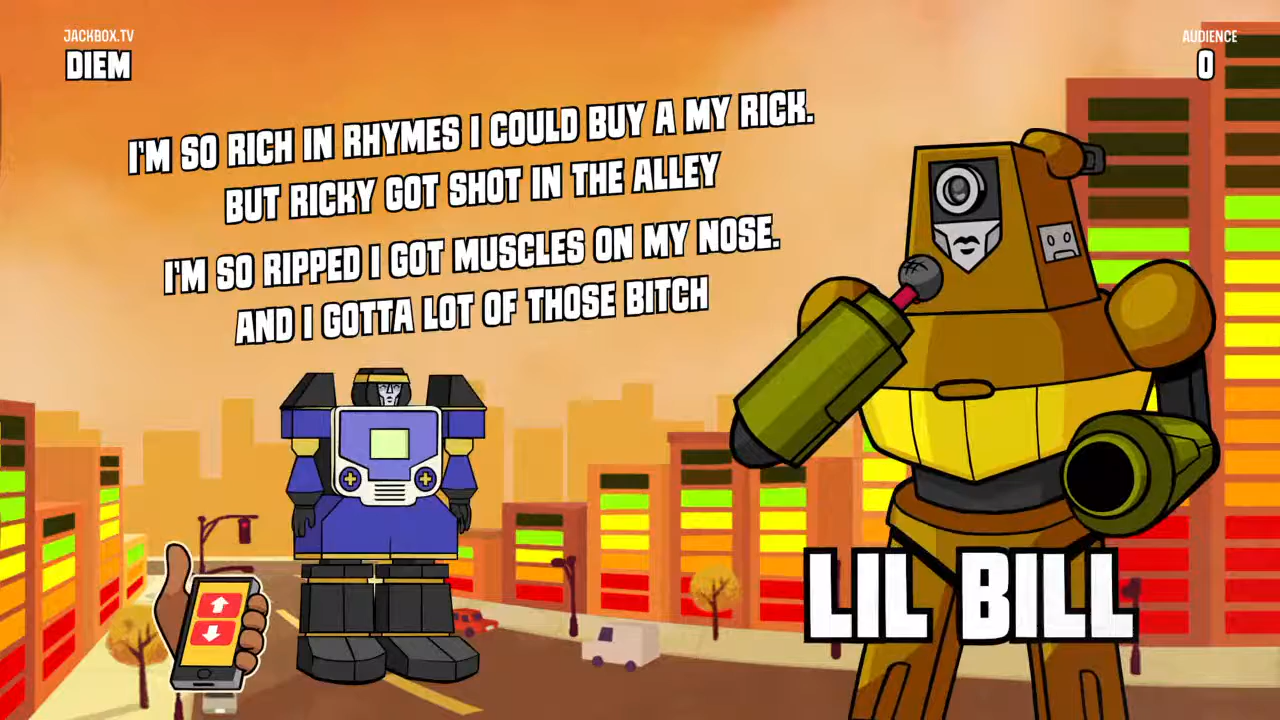 JACKBOX.TV
DIEM
AUDIENCE
0
I'M SO RICH IN RHYMES I COULD BUY A MY RICK.
BUT RICKY GOT SHOT IN THE ALLEY
I'M SO RIPPED I GOT MUSCLES ON MY NOSE.
AND I GOTTA LOT OF THOSE BITCH
LIL BILL